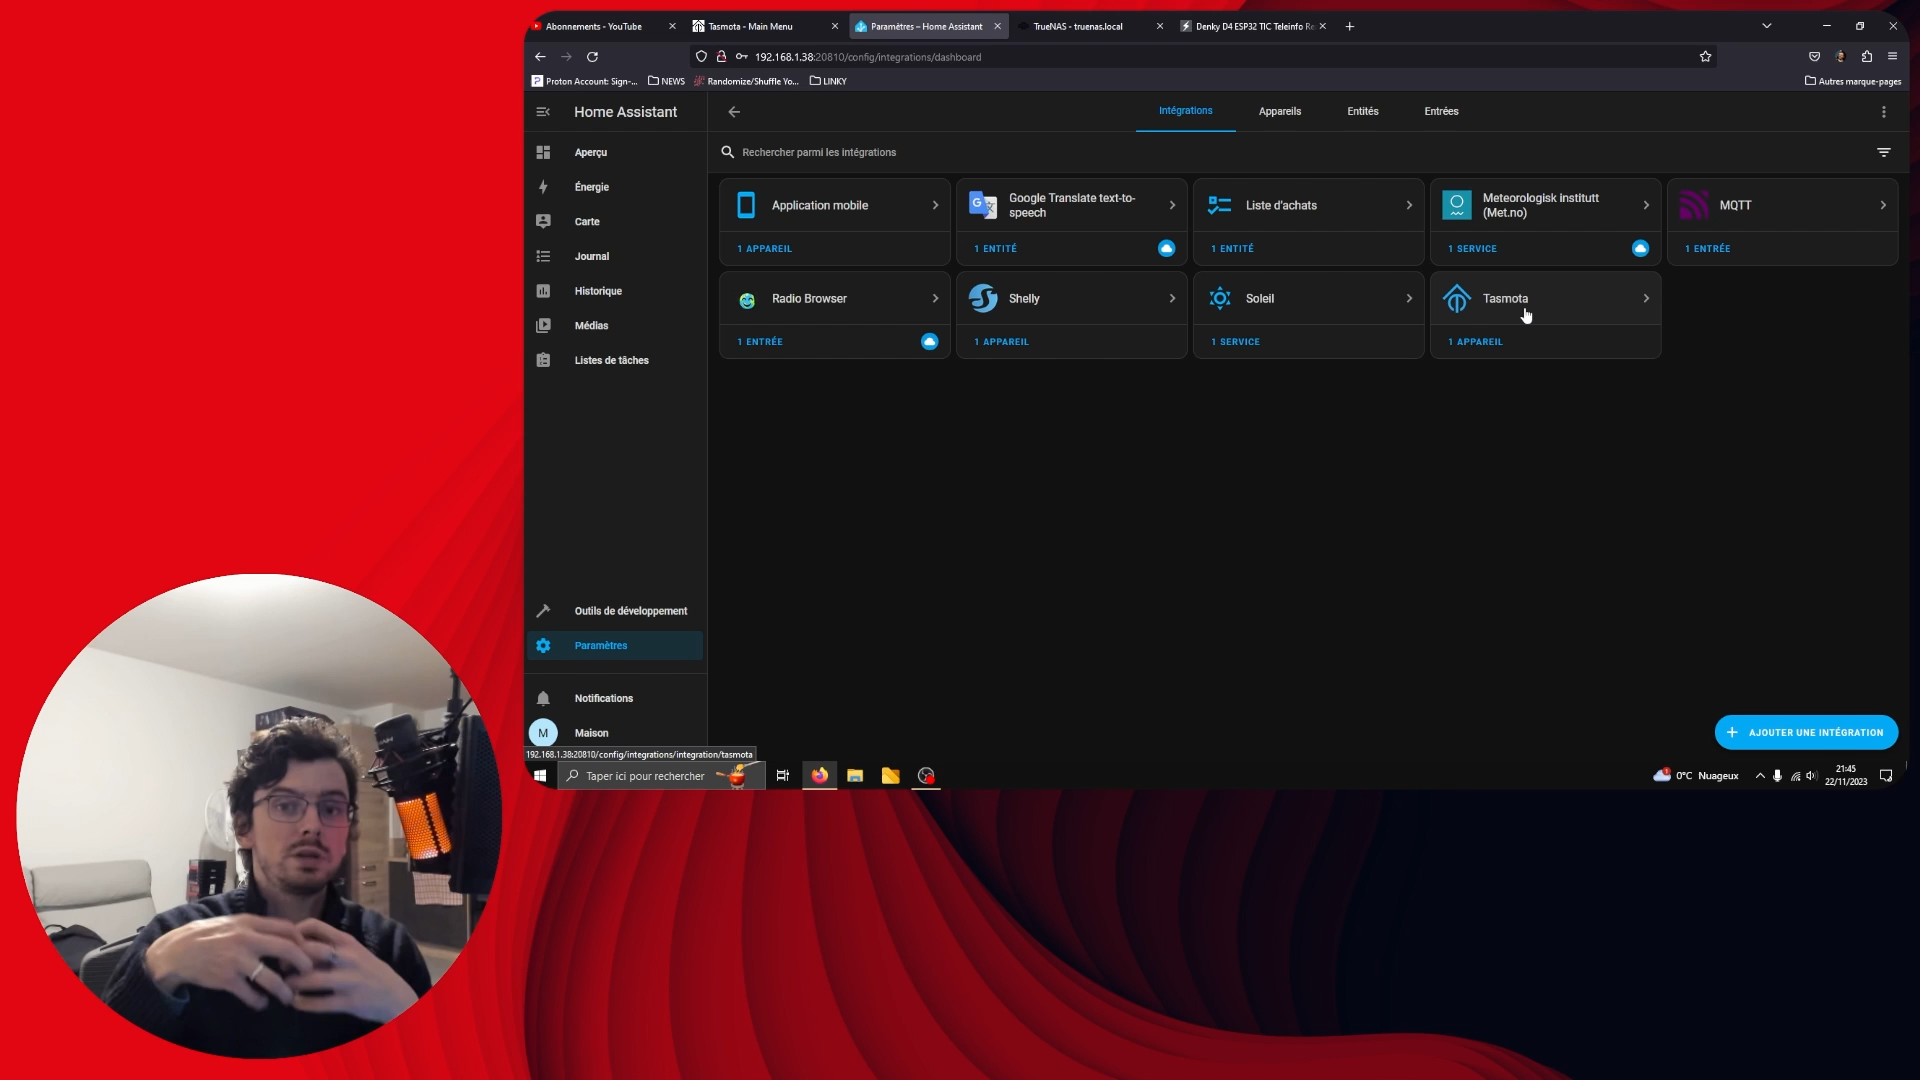 Abonnements - YouTube
Tasmota - Main Menu
Paramètres – Home Assistant
TrueNAS - truenas.local
Denky D4 ESP32 TIC Teleinfo Re
192.168.1.38:20810/config/integrations/dashboard
Proton Account: Sign-...
NEWS
Randomize/Shuffle Yo...
LINKY
Autres marque-pages
Home Assistant
Intégrations
Appareils
Entités
Entrées
Rechercher parmi les intégrations
Aperçu
Énergie
Carte
Journal
Historique
Médias
Listes de tâches
Outils de développement
Paramètres
Notifications
M
Maison
Application mobile
1 APPAREIL
Google Translate text-to-
speech
1 ENTITÉ
Liste d'achats
1 ENTITÉ
Meteorologisk institutt
(Met.no)
1 SERVICE
MQTT
1 ENTRÉE
Radio Browser
1 ENTRÉE
Shelly
1 APPAREIL
Soleil
1 SERVICE
Tasmota
1 APPAREIL
AJOUTER UNE INTÉGRATION
192.168.1.38:20810/config/integrations/integration/tasmota
Taper ici pour rechercher
0°C Nuageux
21:45
22/11/2023